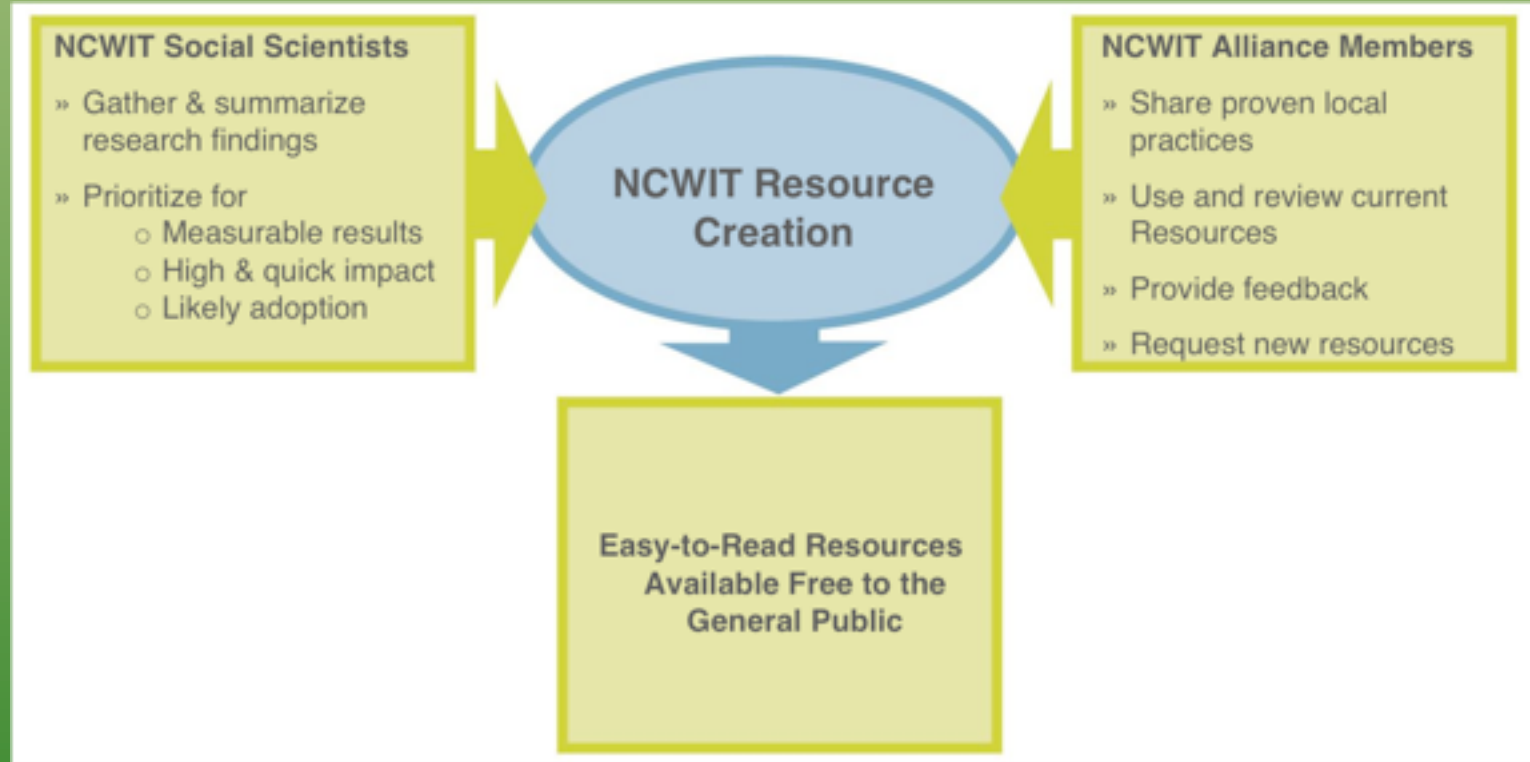 NCWIT Social Scientists
» Gather & summarize
research findings
» Prioritize for
○ Measurable results
○ High & quick impact
○ Likely adoption
NCWIT Resource
Creation
NCWIT Alliance Members
» Share proven local
practices
» Use and review current
Resources
» Provide feedback
» Request new resources
Easy-to-Read Resources
Available Free to the
General Public